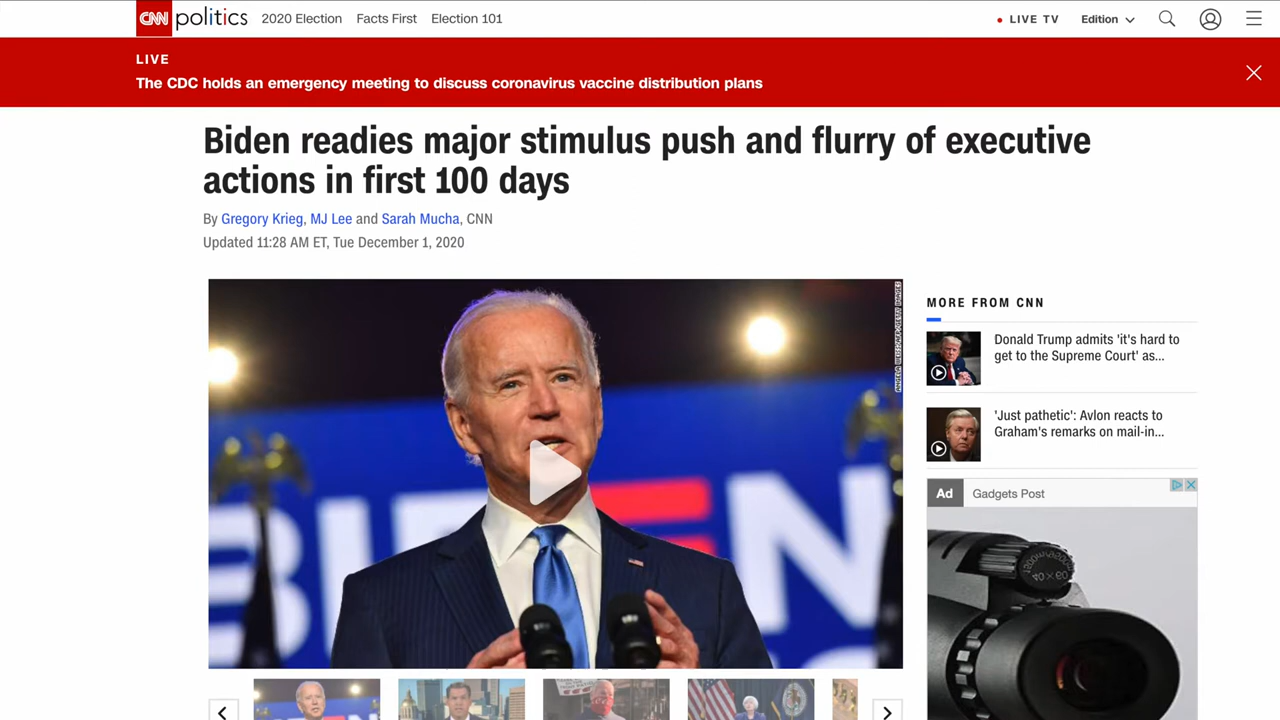 CNN politics 2020 Election Facts First Election 101 LIVE TV Edition
LIVE
The CDC holds an emergency meeting to discuss coronavirus vaccine distribution plans
Biden readies major stimulus push and flurry of executive
actions in first 100 days
By Gregory Krieg, MJ Lee and Sarah Mucha, CNN
Updated 11:28 AM ET, Tue December 1, 2020
BIDEN
MORE FROM CNN
Donald Trump admits 'it's hard to
get to the Supreme Court' as...
'Just pathetic': Avlon reacts to
Graham's remarks on mail-in...
Ad Gadgets Post
40×60